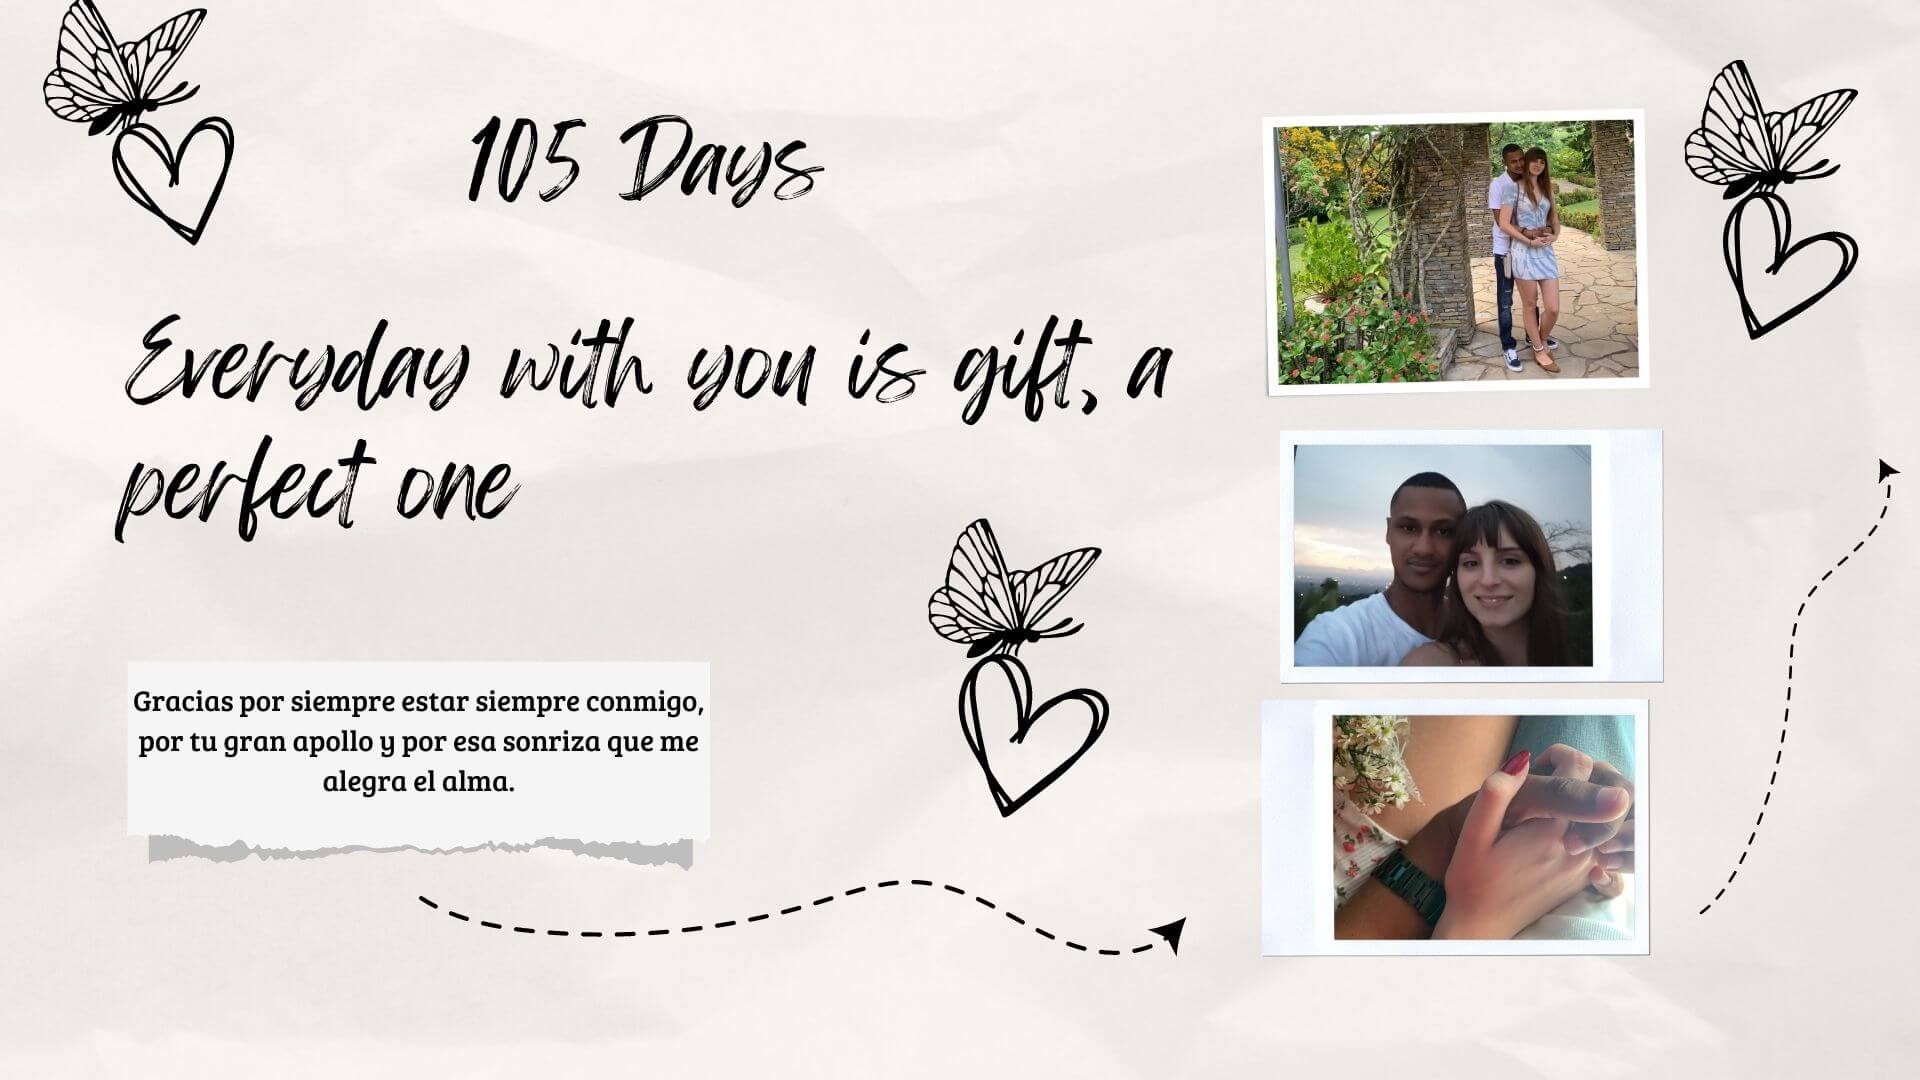 105 Days
Everyday with you is gift, a
perfect one
Gracias por siempre estar siempre conmigo,
por tu gran apollo y por esa sonriza que me
alegra el alma.